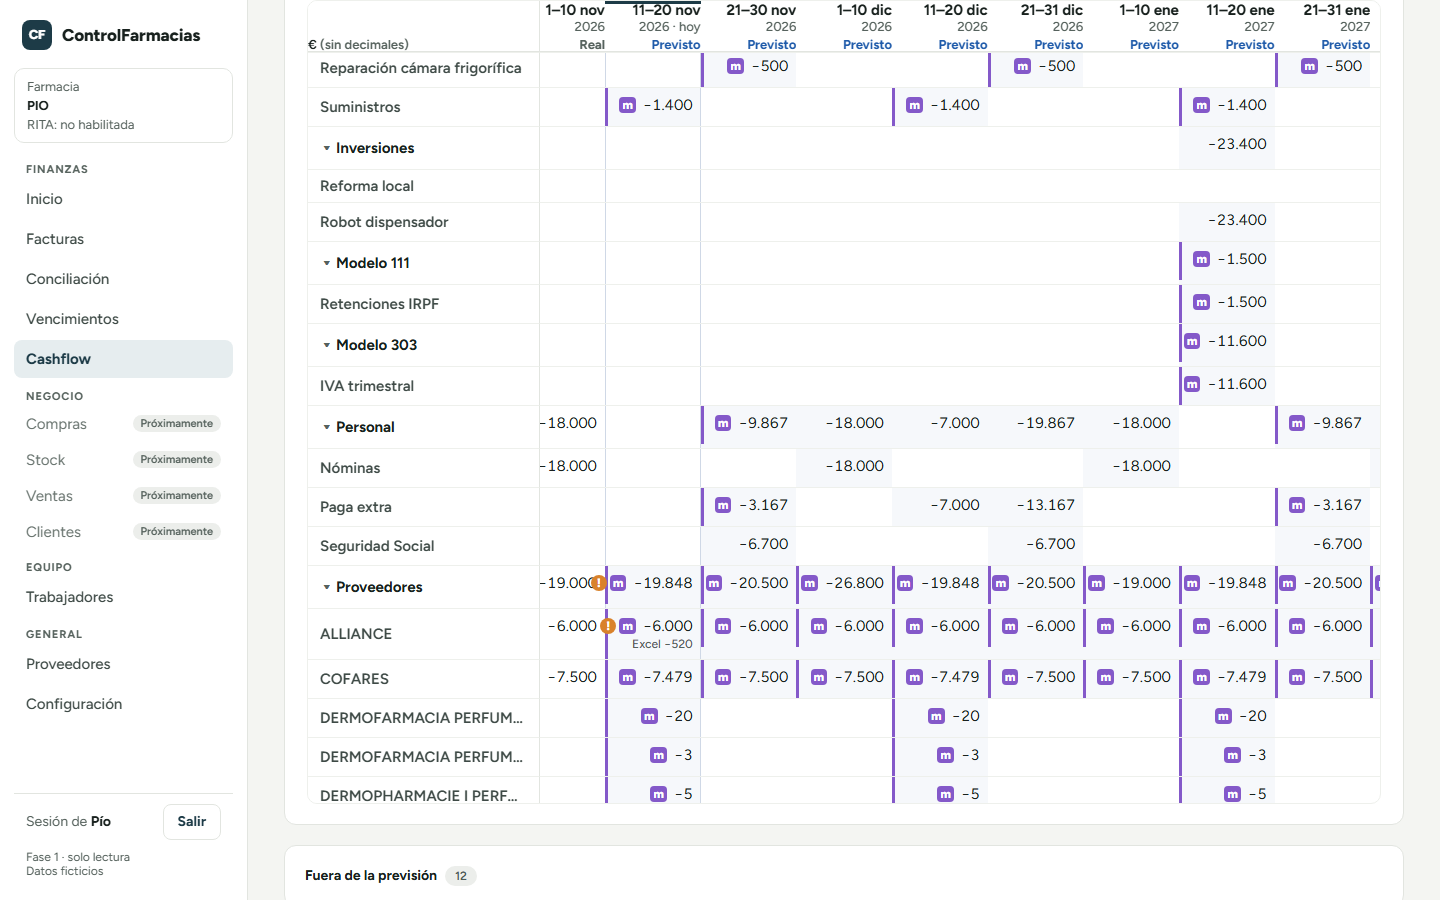 CF ControlFarmacias
Farmacia
PIO
RITA: no habilitada
FINANZAS
Inicio
Facturas
Conciliación
Vencimientos
Cashflow
NEGOCIO
Compras Próximamente
Stock Próximamente
Ventas Próximamente
Clientes Próximamente
EQUIPO
Trabajadores
GENERAL
Proveedores
Configuración
Sesión de Pío Salir
Fase 1 · solo lectura
Datos ficticios
1–10 nov 11–20 nov 21–30 nov 1–10 dic 11–20 dic 21–31 dic 1–10 ene 11–20 ene 21–31 ene
2026 2026 · hoy 2026 2026 2026 2026 2027 2027 2027
€ (sin decimales) Real Previsto Previsto Previsto Previsto Previsto Previsto Previsto Previsto
Reparación cámara frigorífica m −500 m −500 m −500
Suministros m −1.400 m −1.400 m −1.400
▾ Inversiones −23.400
Reforma local
Robot dispensador −23.400
▾ Modelo 111 m −1.500
Retenciones IRPF m −1.500
▾ Modelo 303 m −11.600
IVA trimestral m −11.600
▾ Personal −18.000 m −9.867 −18.000 −7.000 −19.867 −18.000 m −9.867
Nóminas −18.000 −18.000 −18.000
Paga extra m −3.167 −7.000 −13.167 m −3.167
Seguridad Social −6.700 −6.700 −6.700
▾ Proveedores −19.000 ! m −19.848 m −20.500 m −26.800 m −19.848 m −20.500 m −19.000 m −19.848 m −20.500
ALLIANCE −6.000 ! m −6.000 m −6.000 m −6.000 m −6.000 m −6.000 m −6.000 m −6.000 m −6.000
Excel −520
COFARES −7.500 m −7.479 m −7.500 m −7.500 m −7.479 m −7.500 m −7.500 m −7.479 m −7.500
DERMOFARMACIA PERFUM... m −20 m −20 m −20
DERMOFARMACIA PERFUM... m −3 m −3 m −3
DERMOPHARMACIE I PERF... m −5 m −5 m −5
Fuera de la previsión 12